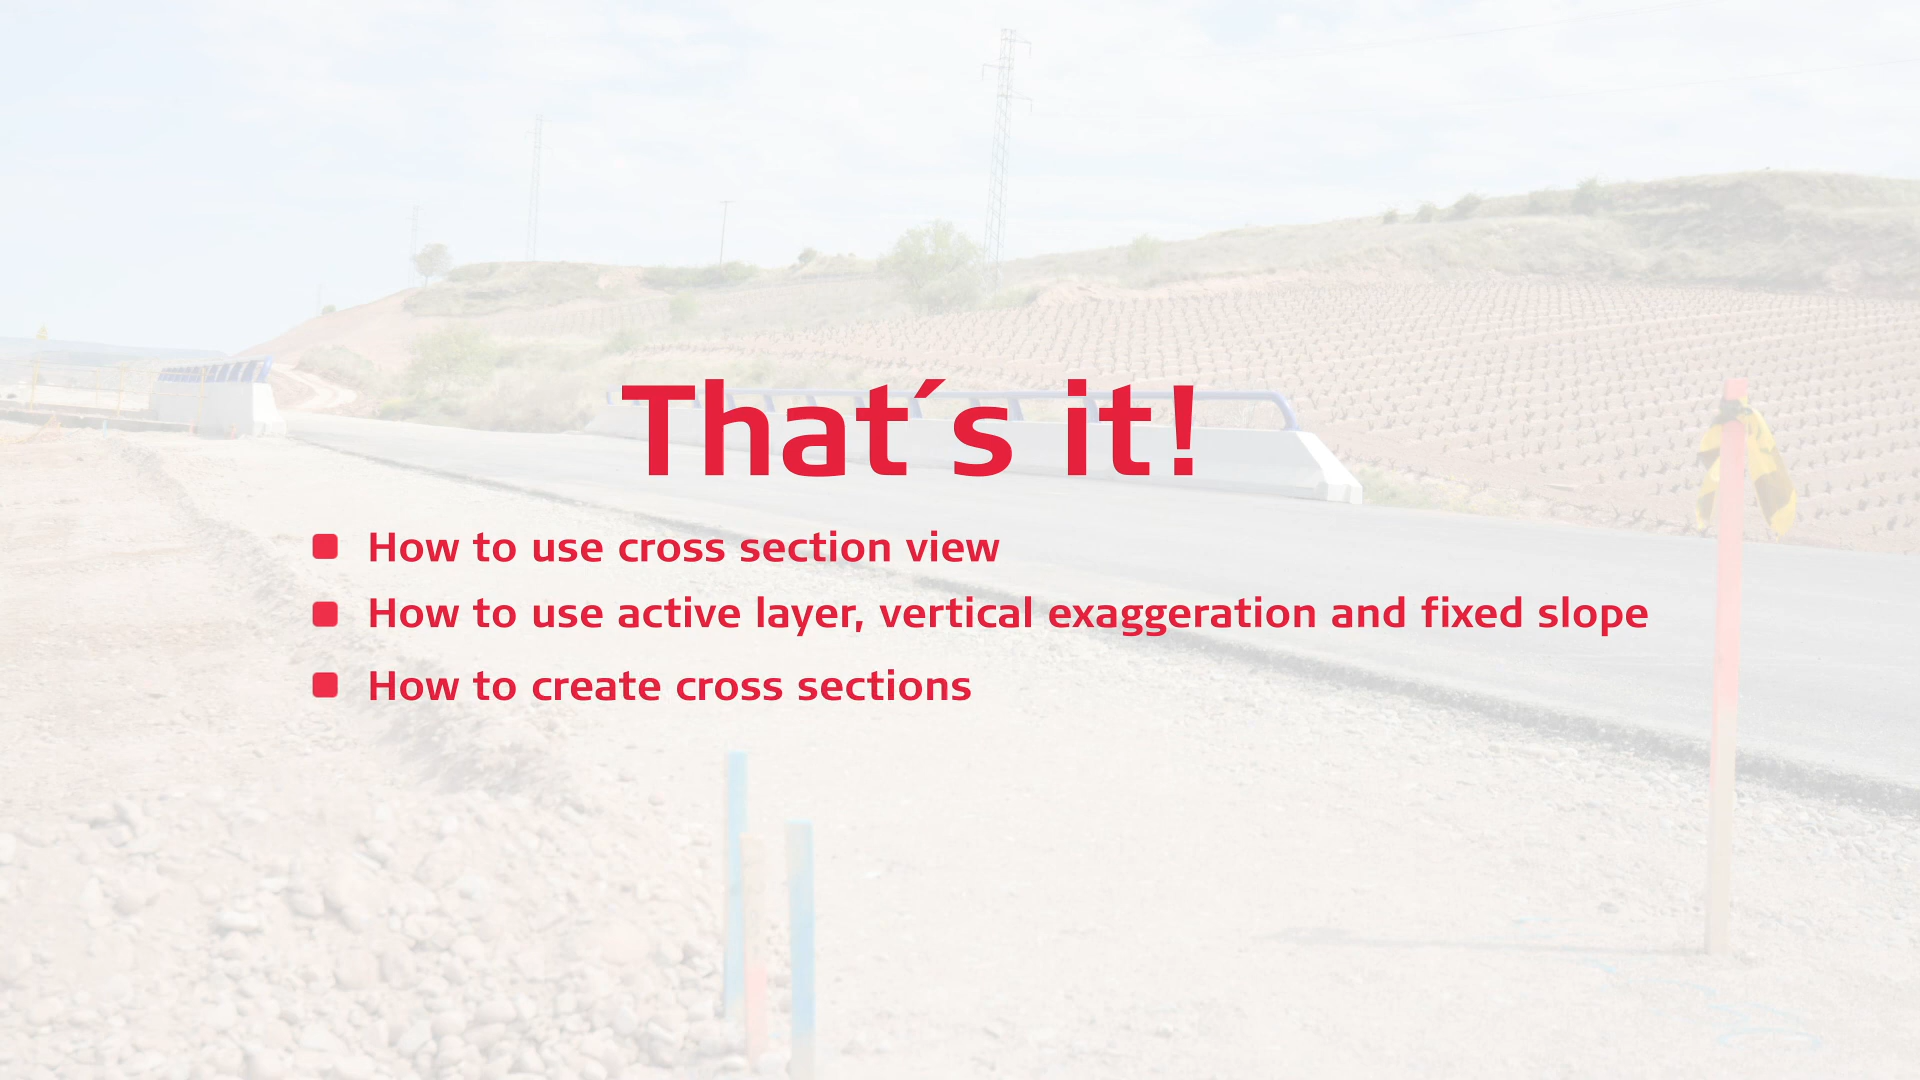 That´s it!
How to use cross section view
How to use active layer, vertical exaggeration and fixed slope
How to create cross sections